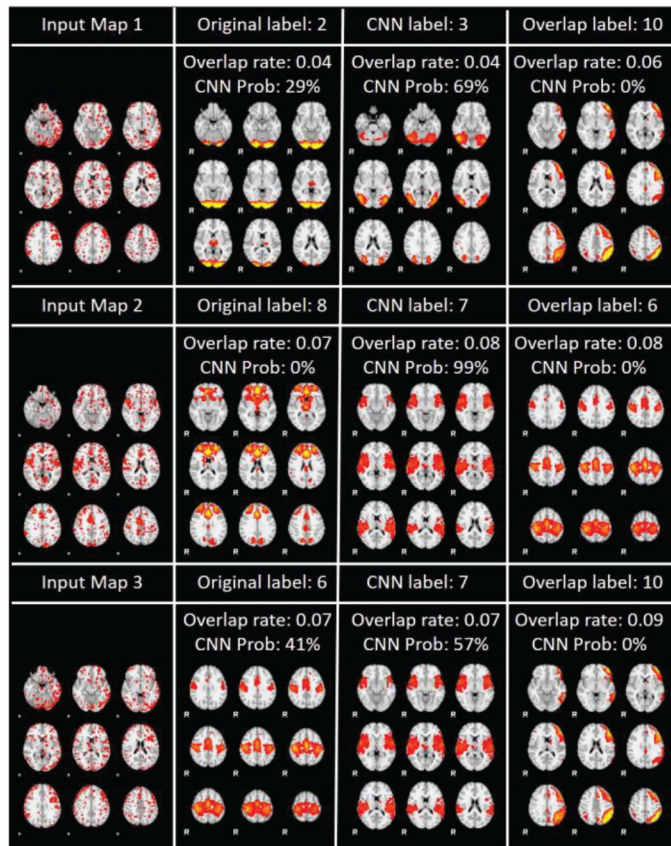 Input Map 1
Original label: 2
CNN label: 3
Overlap label: 10
Overlap rate: 0.04
CNN Prob: 29%
Overlap rate: 0.04
CNN Prob: 69%
Overlap rate: 0.06
CNN Prob: 0%
R
R
R
R
R
R
R
R
R
Input Map 2
Original label: 8
CNN label: 7
Overlap label: 6
Overlap rate: 0.07
CNN Prob: 0%
Overlap rate: 0.08
CNN Prob: 99%
Overlap rate: 0.08
CNN Prob: 0%
R
R
R
R
R
R
R
R
R
Input Map 3
Original label: 6
CNN label: 7
Overlap label: 10
Overlap rate: 0.07
CNN Prob: 41%
Overlap rate: 0.07
CNN Prob: 57%
Overlap rate: 0.09
CNN Prob: 0%
R
R
R
R
R
R
R
R
R